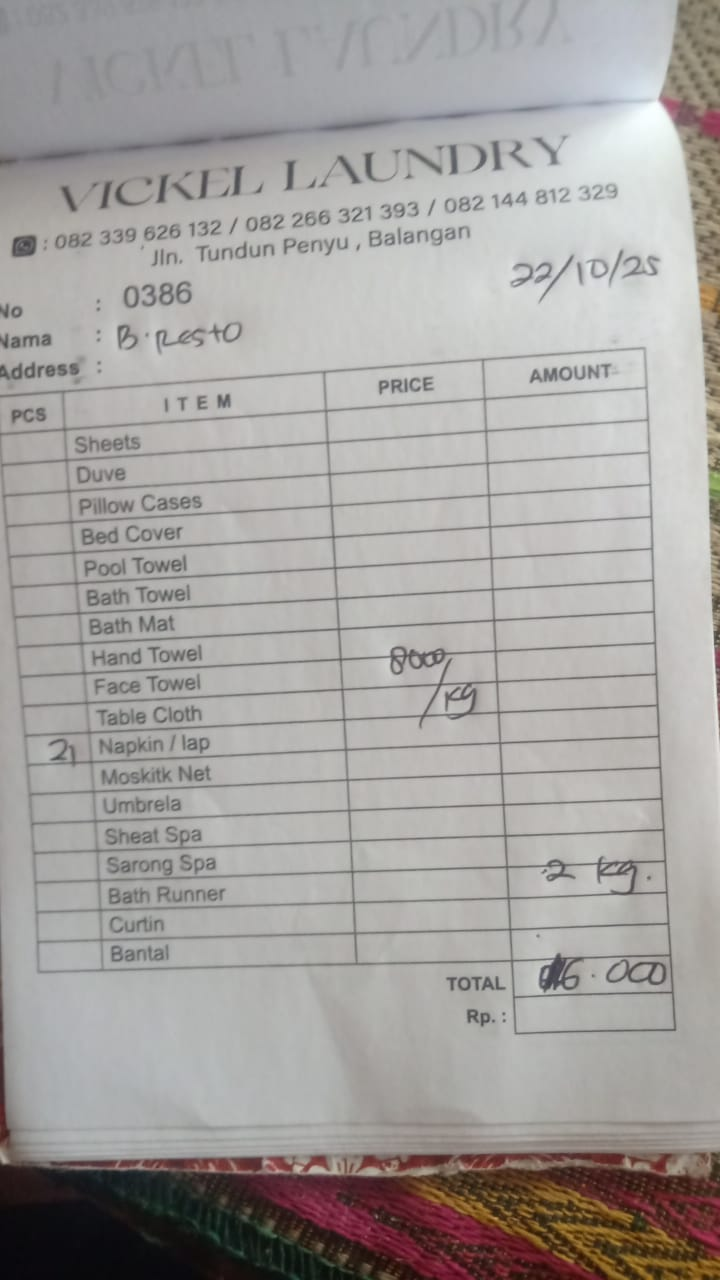 VICKEL LAUNDRY
: 082 339 626 132 / 082 266 321 393 / 082 144 812 329
Jln. Tundun Penyu , Balangan
22/10/25
No : 0386
Nama : B. Resto
Address :
PCS ITEM PRICE AMOUNT
Sheets
Duve
Pillow Cases
Bed Cover
Pool Towel
Bath Towel
Bath Mat
Hand Towel 8000
Face Towel
/kg
Table Cloth
21 Napkin / lap
Moskitk Net
Umbrela
Sheat Spa
Sarong Spa 2 kg.
Bath Runner
Curtin
Bantal
TOTAL 16.000
Rp. :